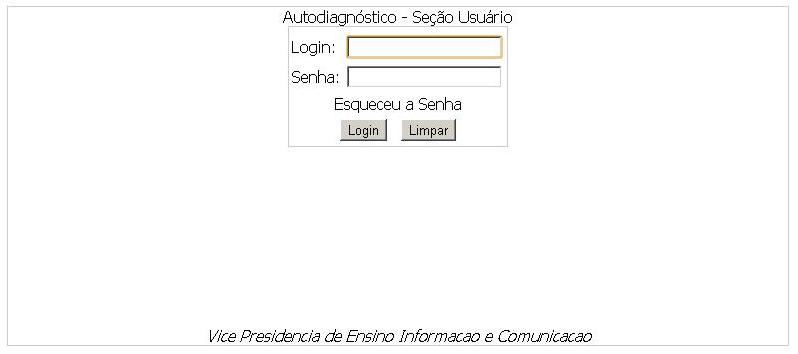 Autodiagnóstico - Seção Usuário
Login:
Senha:
Esqueceu a Senha
Login Limpar
Vice Presidencia de Ensino Informacao e Comunicacao